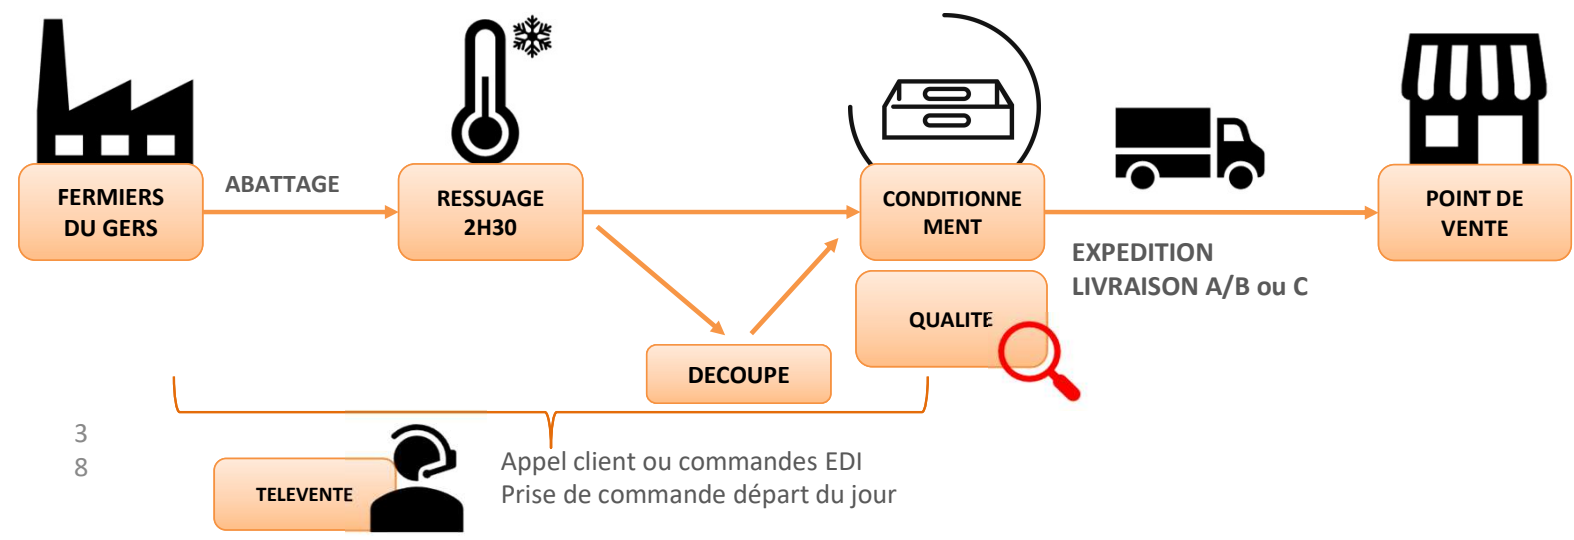 FERMIERS
DU GERS
ABATTAGE
RESSUAGE
2H30
CONDITIONNE
MENT
EXPEDITION
LIVRAISON A/B ou C
POINT DE
VENTE
QUALITE
DECOUPE
3
8
TELEVENTE
Appel client ou commandes EDI
Prise de commande départ du jour